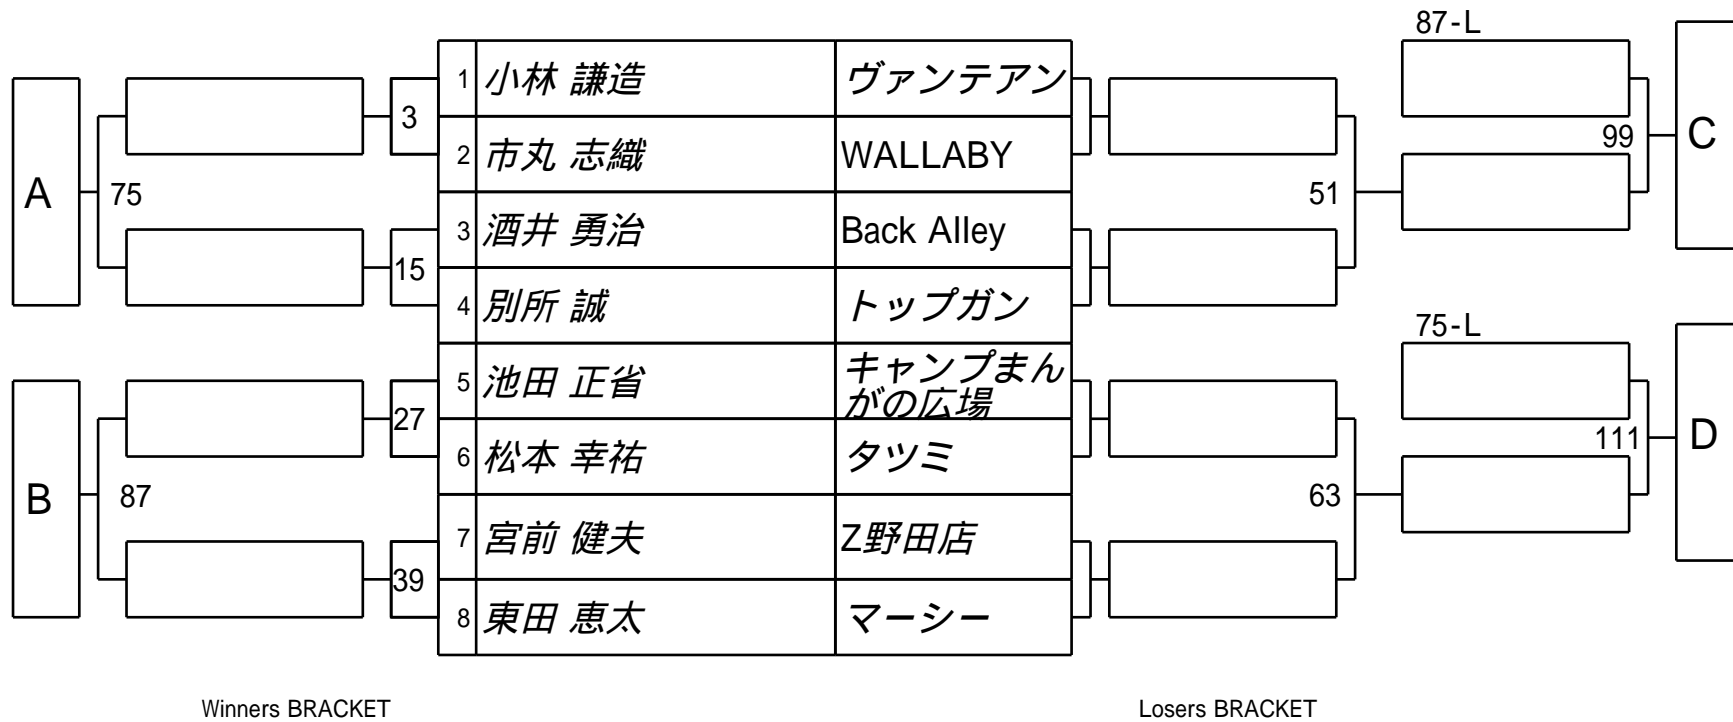 87-L
1 小林 謙造 ヴァンテアン
3
2 市丸 志織 WALLABY
99
C
A
75
51
3 酒井 勇治 Back Alley
15
4 別所 誠 トップガン
75-L
5 池田 正省 キャンプまん
がの広場
27
6 松本 幸祐 タツミ
111
D
B
87
63
7 宮前 健夫 Z野田店
39
8 東田 恵太 マーシー
Winners BRACKET
Losers BRACKET